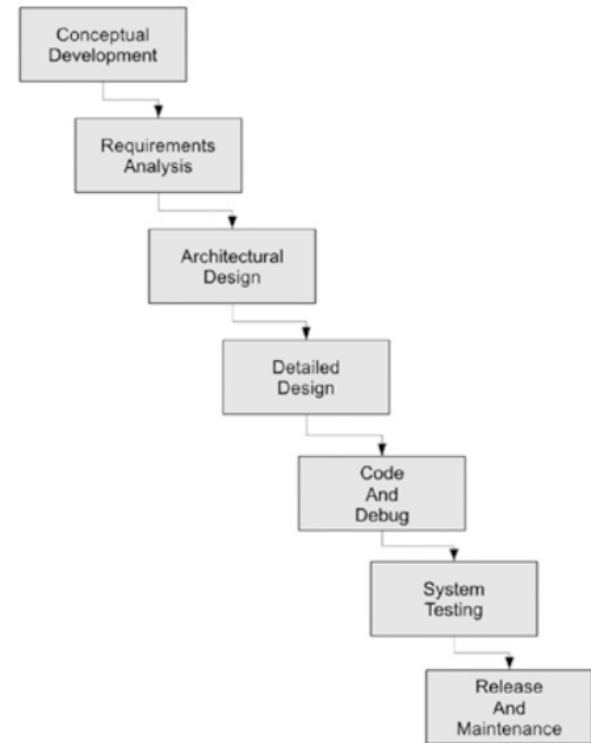 Conceptual
Development
Requirements
Analysis
Architectural
Design
Detailed
Design
Code
And
Debug
System
Testing
Release
And
Maintenance